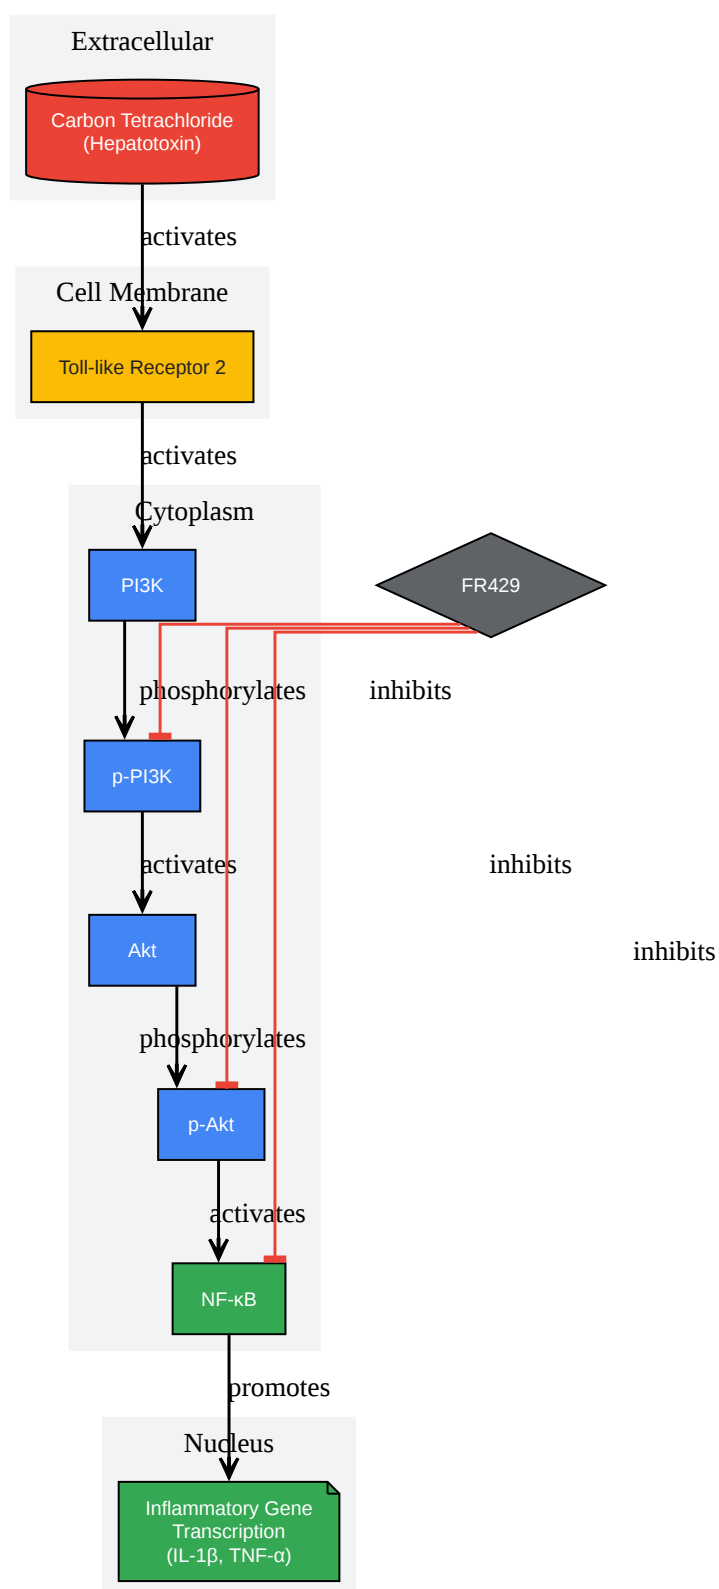 Extracellular
Carbon Tetrachloride
(Hepatotoxin)
activates
Cell Membrane
Toll-like Receptor 2
activates
Cytoplasm
PI3K
FR429
phosphorylates
inhibits
p-PI3K
activates
inhibits
Akt
inhibits
phosphorylates
p-Akt
activates
NF-κB
promotes
Nucleus
Inflammatory Gene
Transcription
(IL-1β, TNF-α)